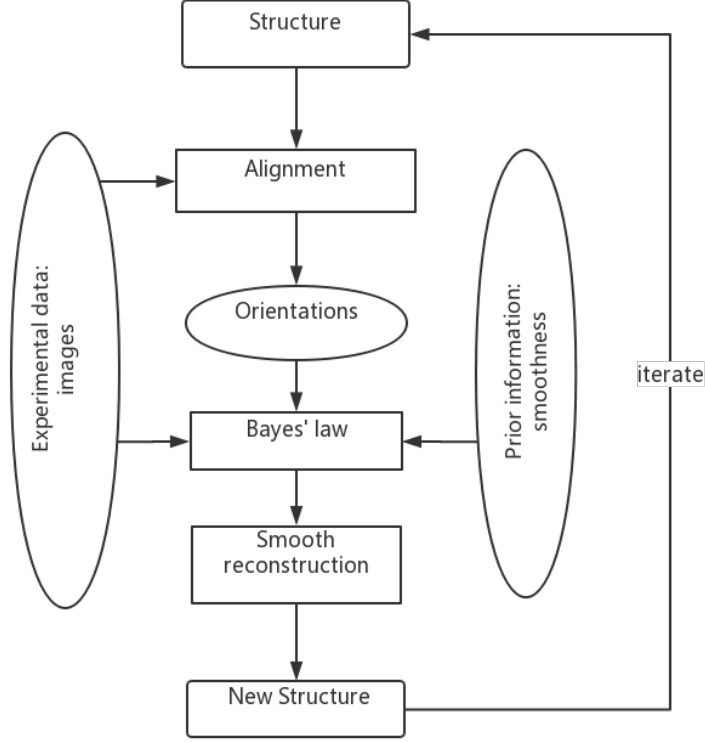 Structure
Alignment
Experimental data:
images
Orientations
Prior information:
smoothness
iterate
Bayes' law
Smooth
reconstruction
New Structure